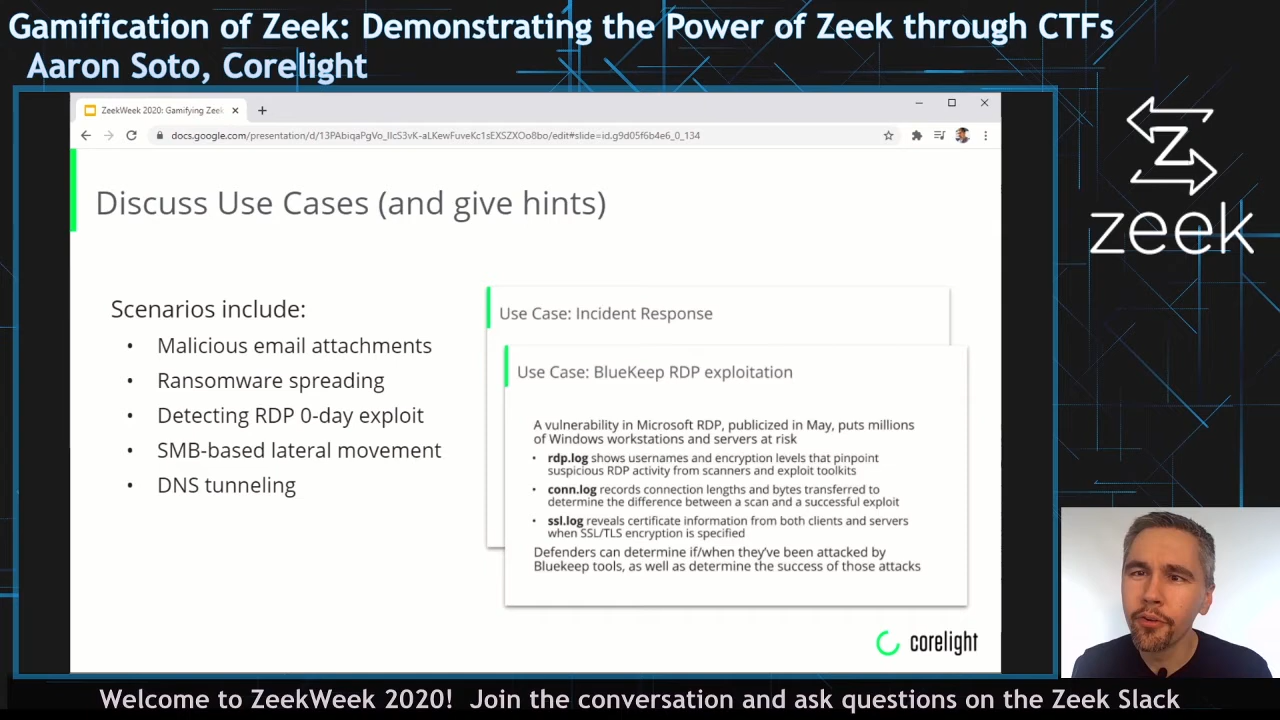 Gamification of Zeek: Demonstrating the Power of Zeek through CTFs
Aaron Soto, Corelight
ZeekWeek 2020: Gamifying Zeek
docs.google.com/presentation/d/13PAbiqaPgVo_IIcS3vK-aLKewFuveKc1sEXSZXOo8bo/edit#slide=id.g9d05f6b4e6_0_134
Discuss Use Cases (and give hints)
Scenarios include:
• Malicious email attachments
• Ransomware spreading
• Detecting RDP 0-day exploit
• SMB-based lateral movement
• DNS tunneling
Use Case: Incident Response
Use Case: BlueKeep RDP exploitation
A vulnerability in Microsoft RDP, publicized in May, puts millions
of Windows workstations and servers at risk
• rdp.log shows usernames and encryption levels that pinpoint
suspicious RDP activity from scanners and exploit toolkits
• conn.log records connection lengths and bytes transferred to
determine the difference between a scan and a successful exploit
• ssl.log reveals certificate information from both clients and servers
when SSL/TLS encryption is specified
Defenders can determine if/when they've been attacked by
Bluekeep tools, as well as determine the success of those attacks
corelight
Z
zeek
Welcome to ZeekWeek 2020! Join the conversation and ask questions on the Zeek Slack